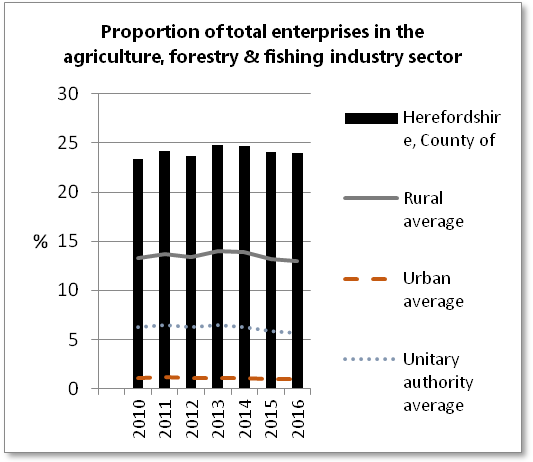 Proportion of total enterprises in the
agriculture, forestry & fishing industry sector
30
25
20
15
10
5
0
%
2010
2011
2012
2013
2014
2015
2016
Herefordshir
e, County of
Rural
average
Urban
average
Unitary
authority
average